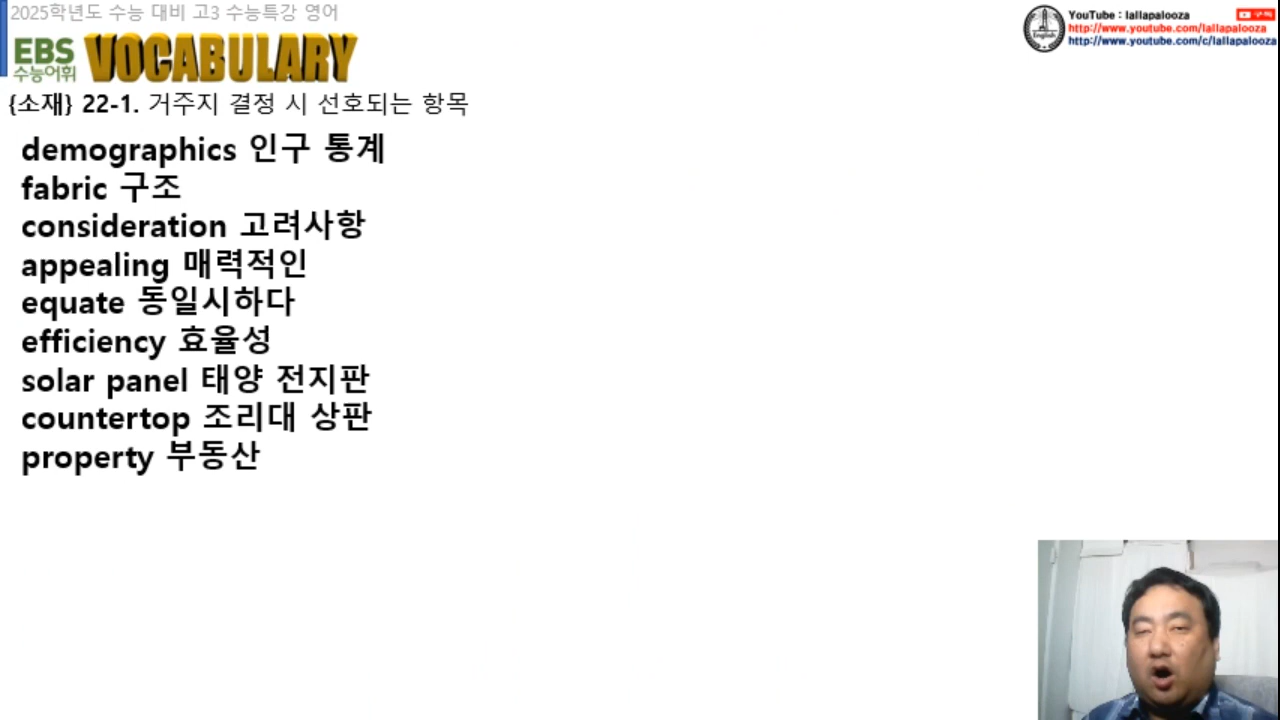 2025학년도 수능 대비 고3 수능특강 영어
EBS
수능어휘
VOCABULARY
YouTube : lallapalooza
구독
http://www.youtube.com/lallapalooza
http://www.youtube.com/c/lallapalooza
English
{소재} 22-1. 거주지 결정 시 선호되는 항목
demographics 인구 통계
fabric 구조
consideration 고려사항
appealing 매력적인
equate 동일시하다
efficiency 효율성
solar panel 태양 전지판
countertop 조리대 상판
property 부동산